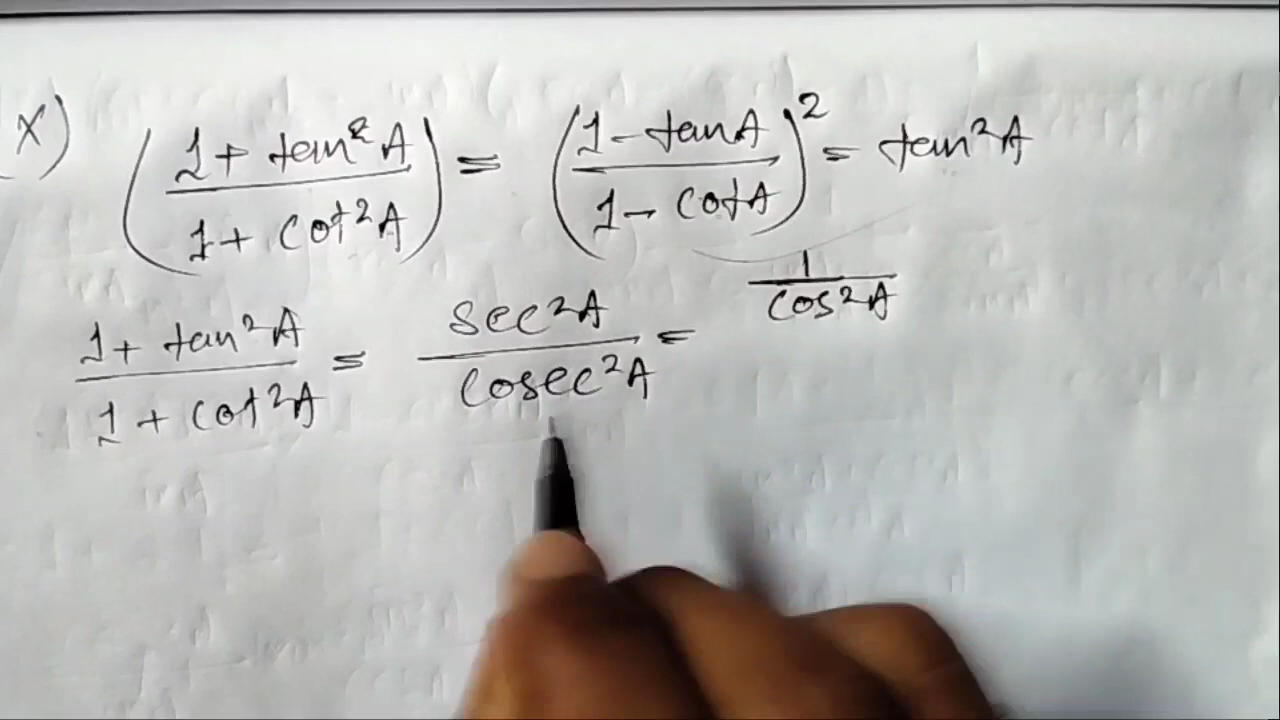 x) ((1 + tan²A)/(1 + cot²A)) = ((1 - tanA)/(1 - cotA))² = tan²A
(1 + tan²A)/(1 + cot²A) = sec²A/cosec²A = 1/cos²A